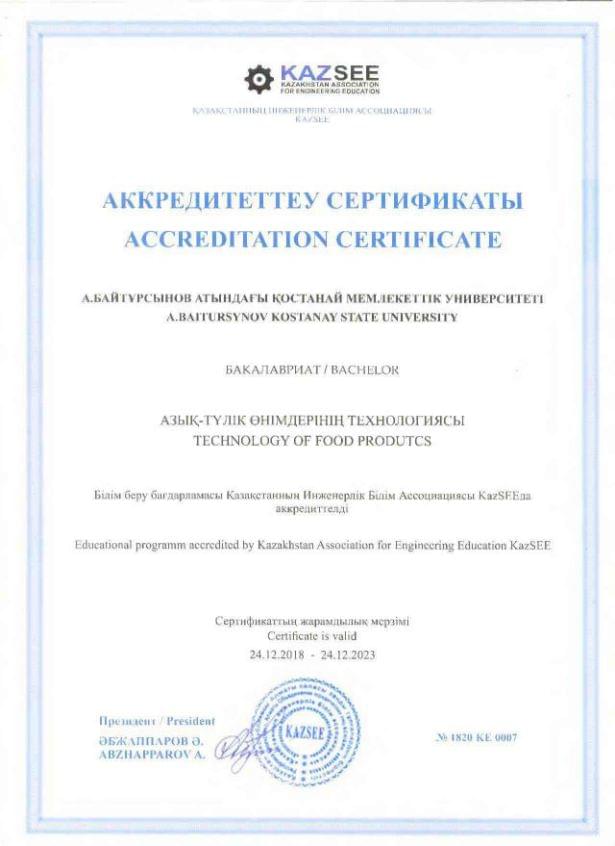 KAZSEE
KAZAKHSTAN ASSOCIATION
FOR ENGINEERING EDUCATION
ҚАЗАҚСТАННЫҢ ИНЖЕНЕРЛІК БІЛІМ АССОЦИАЦИЯСЫ
KAZSEE
АККРЕДИТЕТТЕУ СЕРТИФИКАТЫ
ACCREDITATION CERTIFICATE
А.БАЙТҰРСЫНОВ АТЫНДАҒЫ ҚОСТАНАЙ МЕМЛЕКЕТТІК УНИВЕРСИТЕТІ
A.BAITURSYNOV KOSTANAY STATE UNIVERSITY
БАКАЛАВРИАТ / BACHELOR
АЗЫҚ-ТҮЛІК ӨНІМДЕРІНІҢ ТЕХНОЛОГИЯСЫ
TECHNOLOGY OF FOOD PRODUTCS
Білім беру бағдарламасы Қазақстанның Инженерлік Білім Ассоциациясы KazSEEда
аккредиттелді
Educational programm accredited by Kazakhstan Association for Engineering Education KazSEE
Сертификаттың жарамдылық мерзімі
Certificate is valid
24.12.2018 - 24.12.2023
Президент / President
ӘБЖАППАРОВ Ә.
ABZHAPPAROV A.
KAZSEE
№ 1820 KE 0007